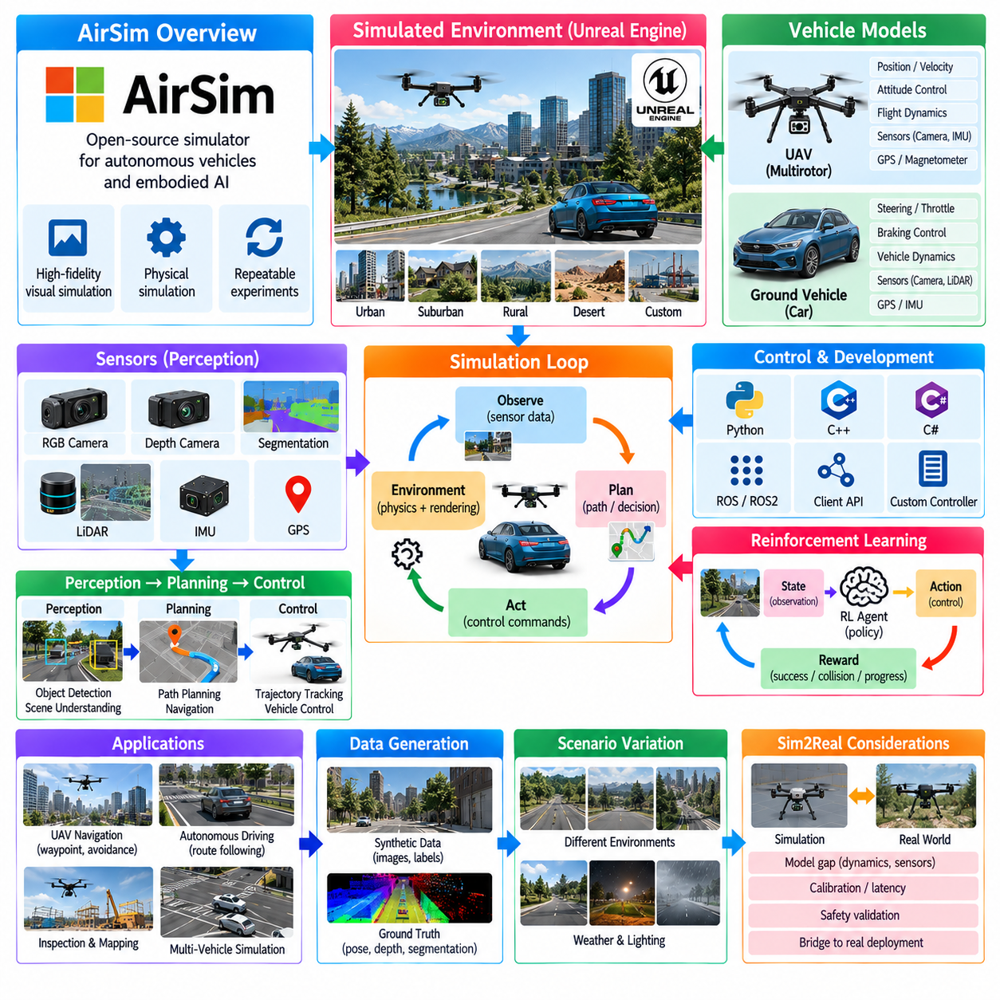 AirSim Overview
AirSim
Open-source simulator
for autonomous vehicles
and embodied AI
High-fidelity
visual simulation
Physical
simulation
Repeatable
experiments
Simulated Environment (Unreal Engine)
UNREAL
ENGINE
Urban
Suburban
Rural
Desert
Custom
Vehicle Models
UAV
(Multirotor)
Position / Velocity
Attitude Control
Flight Dynamics
Sensors (Camera, IMU)
GPS / Magnetometer
Ground Vehicle
(Car)
Steering / Throttle
Braking Control
Vehicle Dynamics
Sensors (Camera, LiDAR)
GPS / IMU
Sensors (Perception)
RGB Camera
Depth Camera
Segmentation
LiDAR
IMU
GPS
Simulation Loop
Observe
(sensor data)
Environment
(physics + rendering)
Plan
(path / decision)
Act
(control commands)
Control & Development
Python
C++
C++
C#
C#
ROS / ROS2
Client API
Custom Controller
Reinforcement Learning
State
(observation)
RL Agent
(policy)
Action
(control)
Reward
(success / collision / progress)
Perception → Planning → Control
Perception
Planning
Control
Object Detection
Scene Understanding
Path Planning
Navigation
Trajectory Tracking
Vehicle Control
Applications
UAV Navigation
(waypoint, avoidance)
Autonomous Driving
(route following)
Inspection & Mapping
Multi-Vehicle Simulation
Data Generation
Synthetic Data
(images, labels)
Ground Truth
(pose, depth, segmentation)
Scenario Variation
Different Environments
Weather & Lighting
Sim2Real Considerations
Simulation
Real World
Model gap (dynamics, sensors)
Calibration / latency
Safety validation
Bridge to real deployment